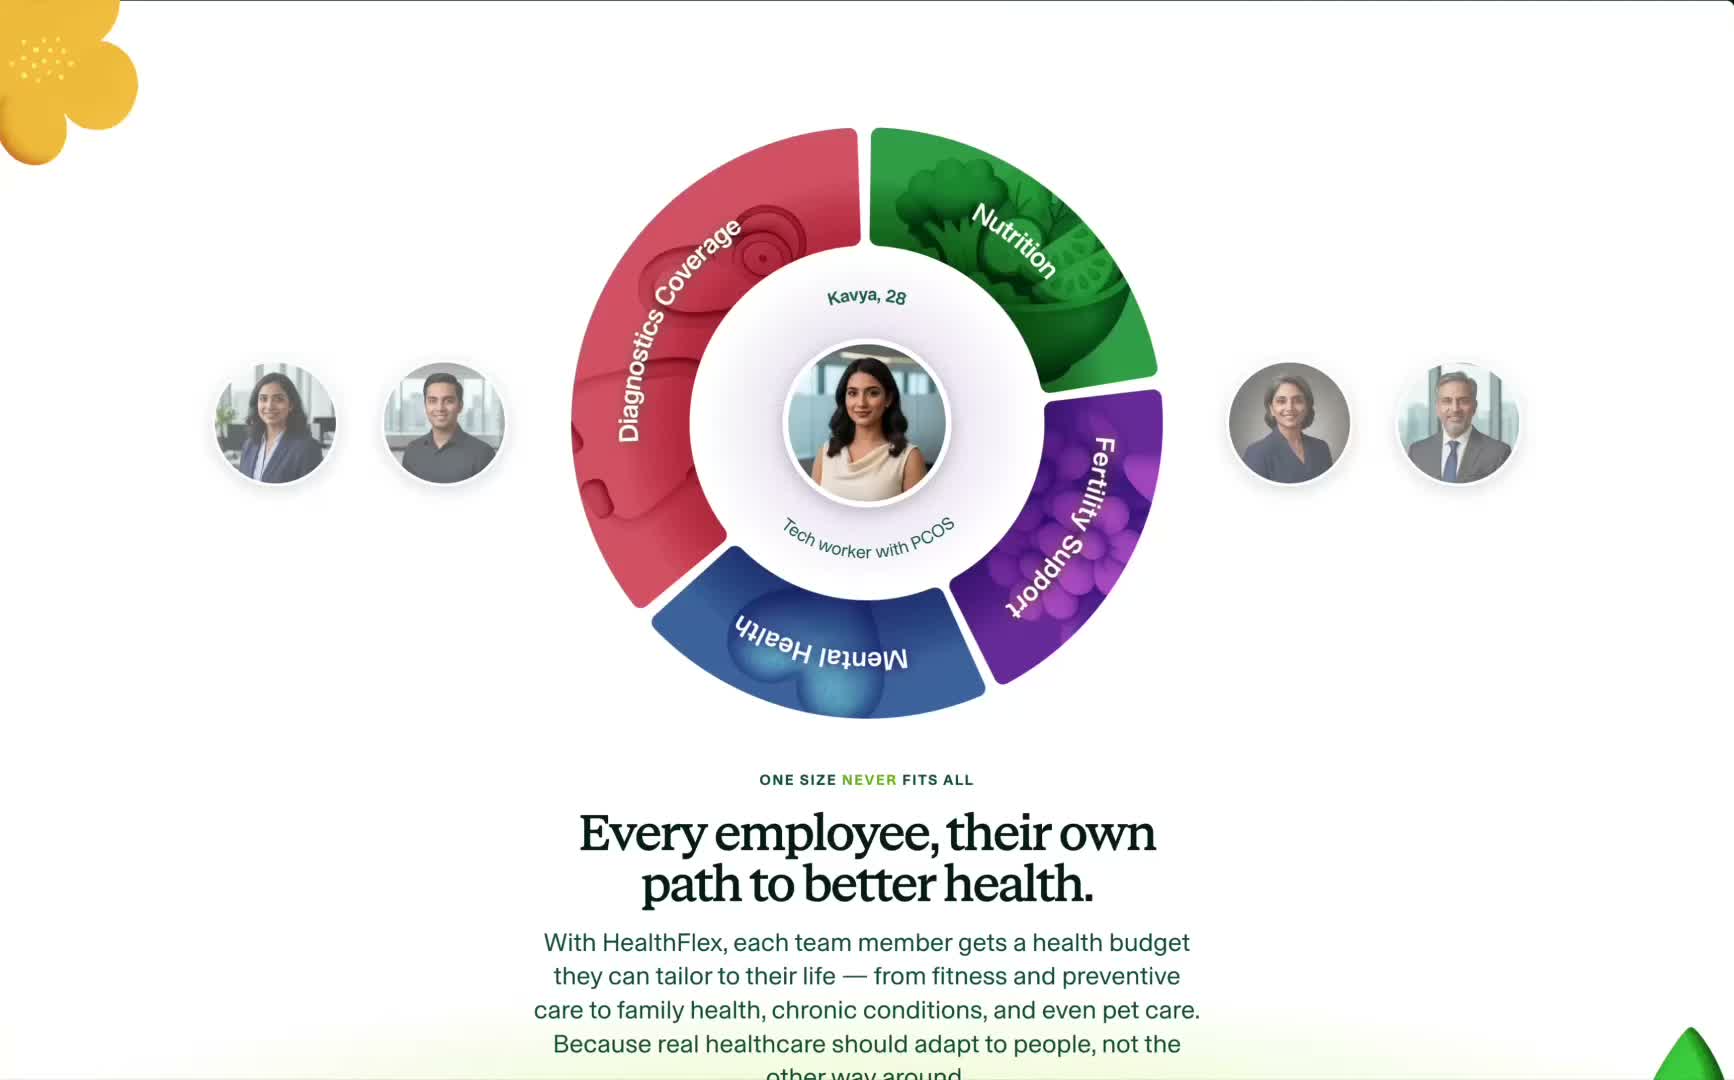 Diagnostics Coverage
Nutrition
Kavya, 28
Tech worker with PCOS
Fertility Support
Mental Health
ONE SIZE NEVER FITS ALL
Every employee, their own
path to better health.
With HealthFlex, each team member gets a health budget
they can tailor to their life — from fitness and preventive
care to family health, chronic conditions, and even pet care.
Because real healthcare should adapt to people, not the
other way around.